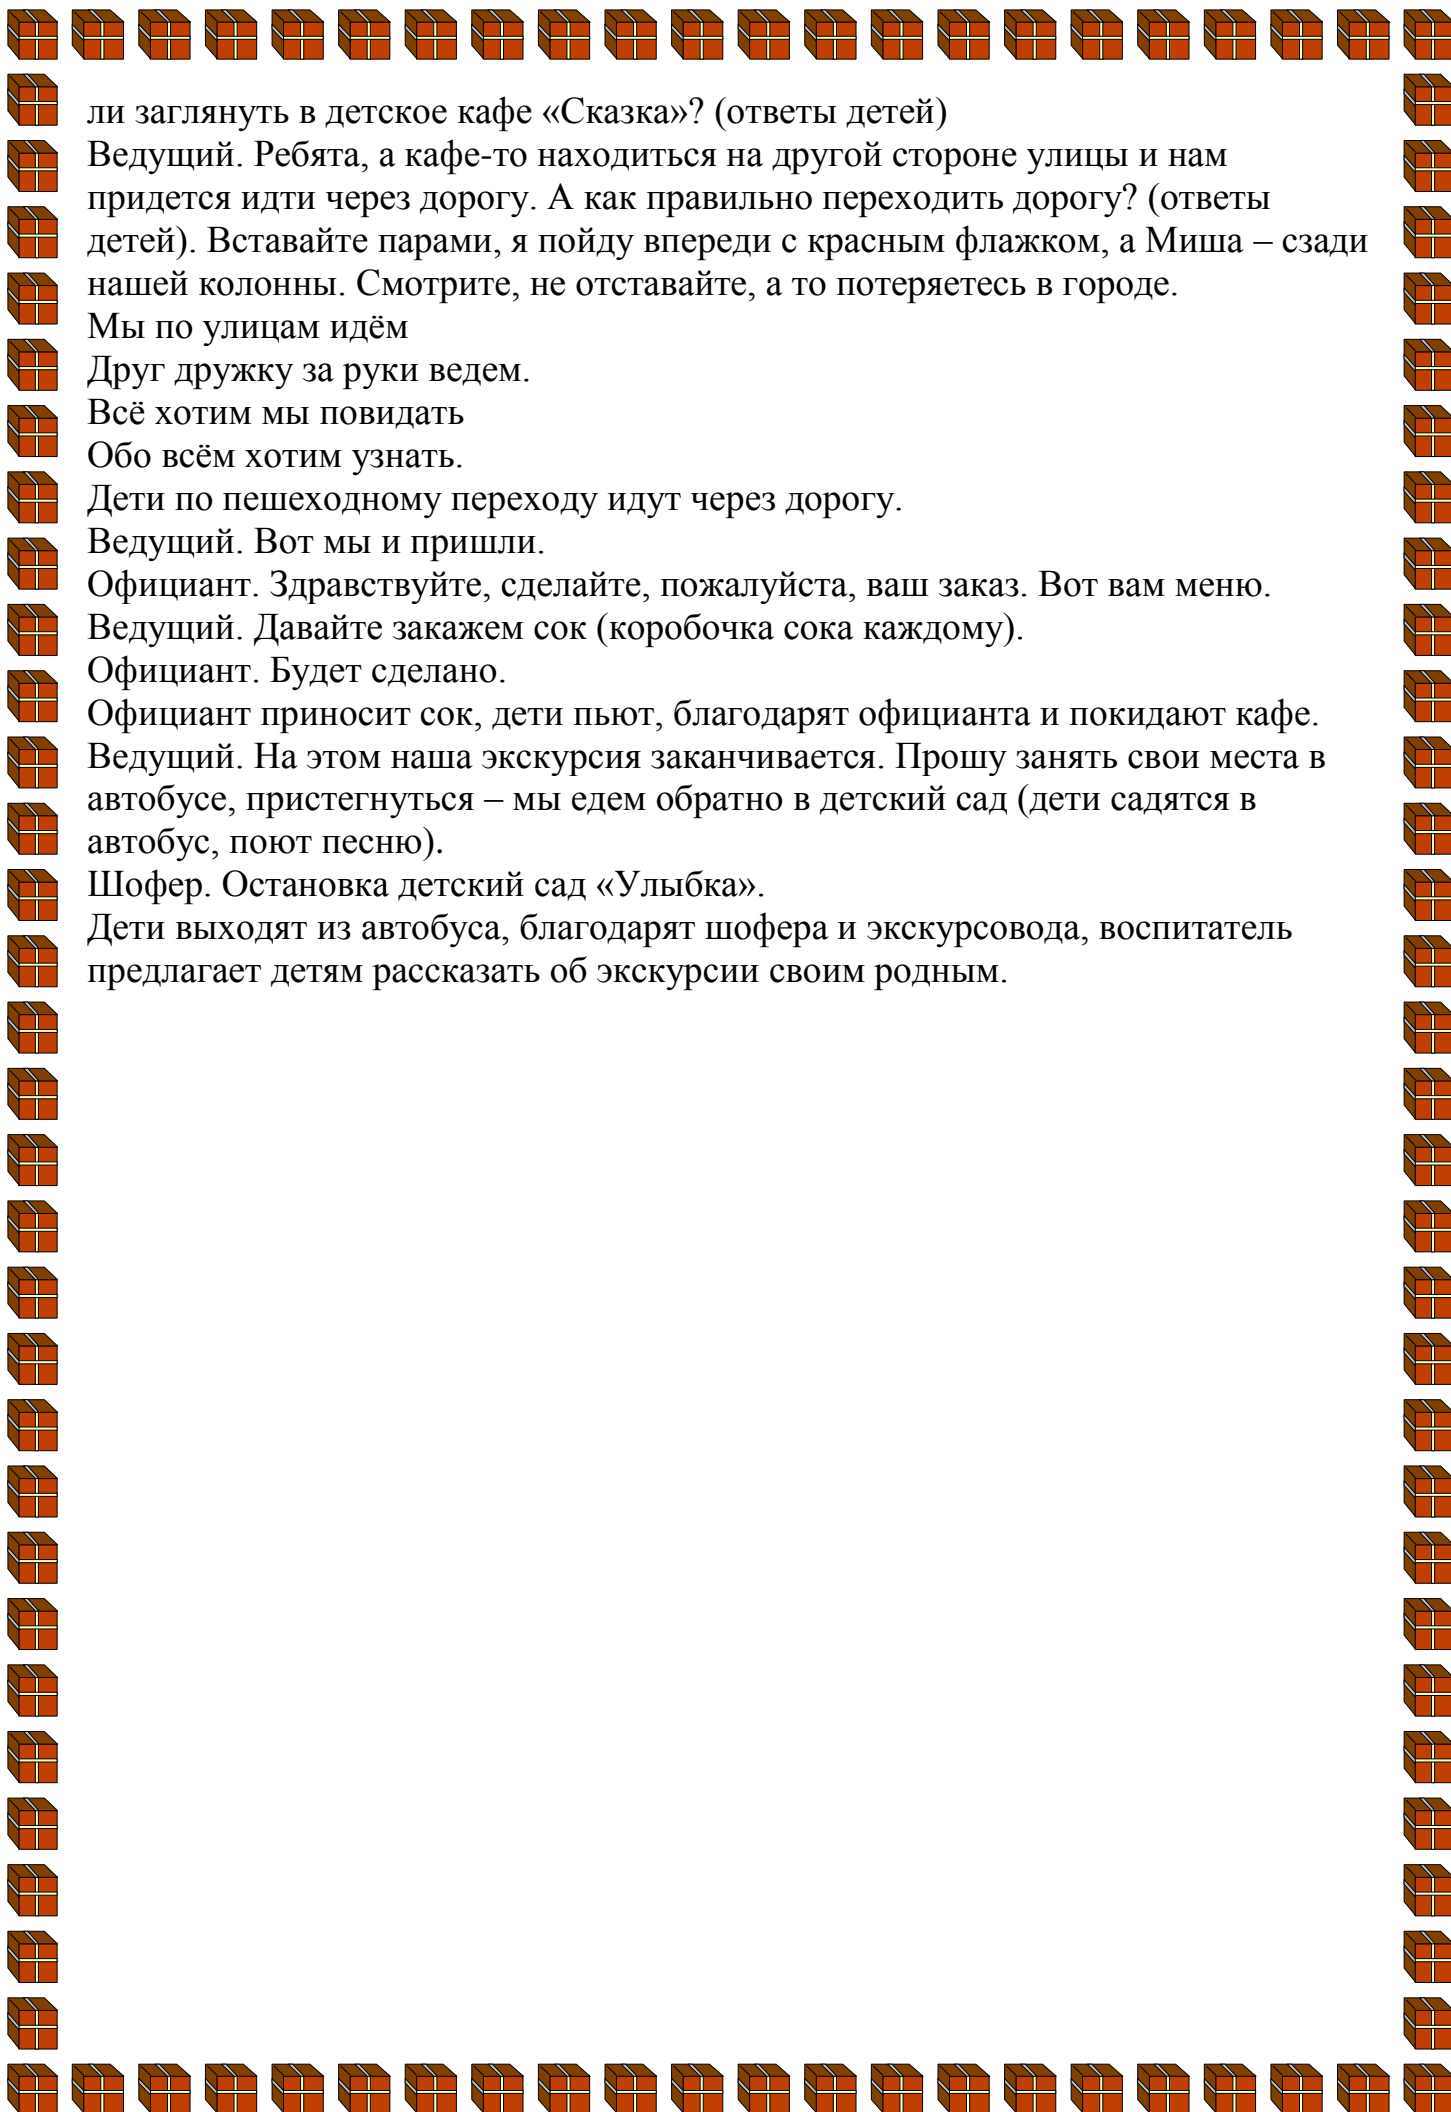 ли заглянуть в детское кафе «Сказка»? (ответы детей)
Ведущий. Ребята, а кафе-то находиться на другой стороне улицы и нам
придется идти через дорогу. А как правильно переходить дорогу? (ответы
детей). Вставайте парами, я пойду впереди с красным флажком, а Миша – сзади
нашей колонны. Смотрите, не отставайте, а то потеряетесь в городе.
Мы по улицам идём
Друг дружку за руки ведем.
Всё хотим мы повидать
Обо всём хотим узнать.
Дети по пешеходному переходу идут через дорогу.
Ведущий. Вот мы и пришли.
Официант. Здравствуйте, сделайте, пожалуйста, ваш заказ. Вот вам меню.
Ведущий. Давайте закажем сок (коробочка сока каждому).
Официант. Будет сделано.
Официант приносит сок, дети пьют, благодарят официанта и покидают кафе.
Ведущий. На этом наша экскурсия заканчивается. Прошу занять свои места в
автобусе, пристегнуться – мы едем обратно в детский сад (дети садятся в
автобус, поют песню).
Шофер. Остановка детский сад «Улыбка».
Дети выходят из автобуса, благодарят шофера и экскурсовода, воспитатель
предлагает детям рассказать об экскурсии своим родным.